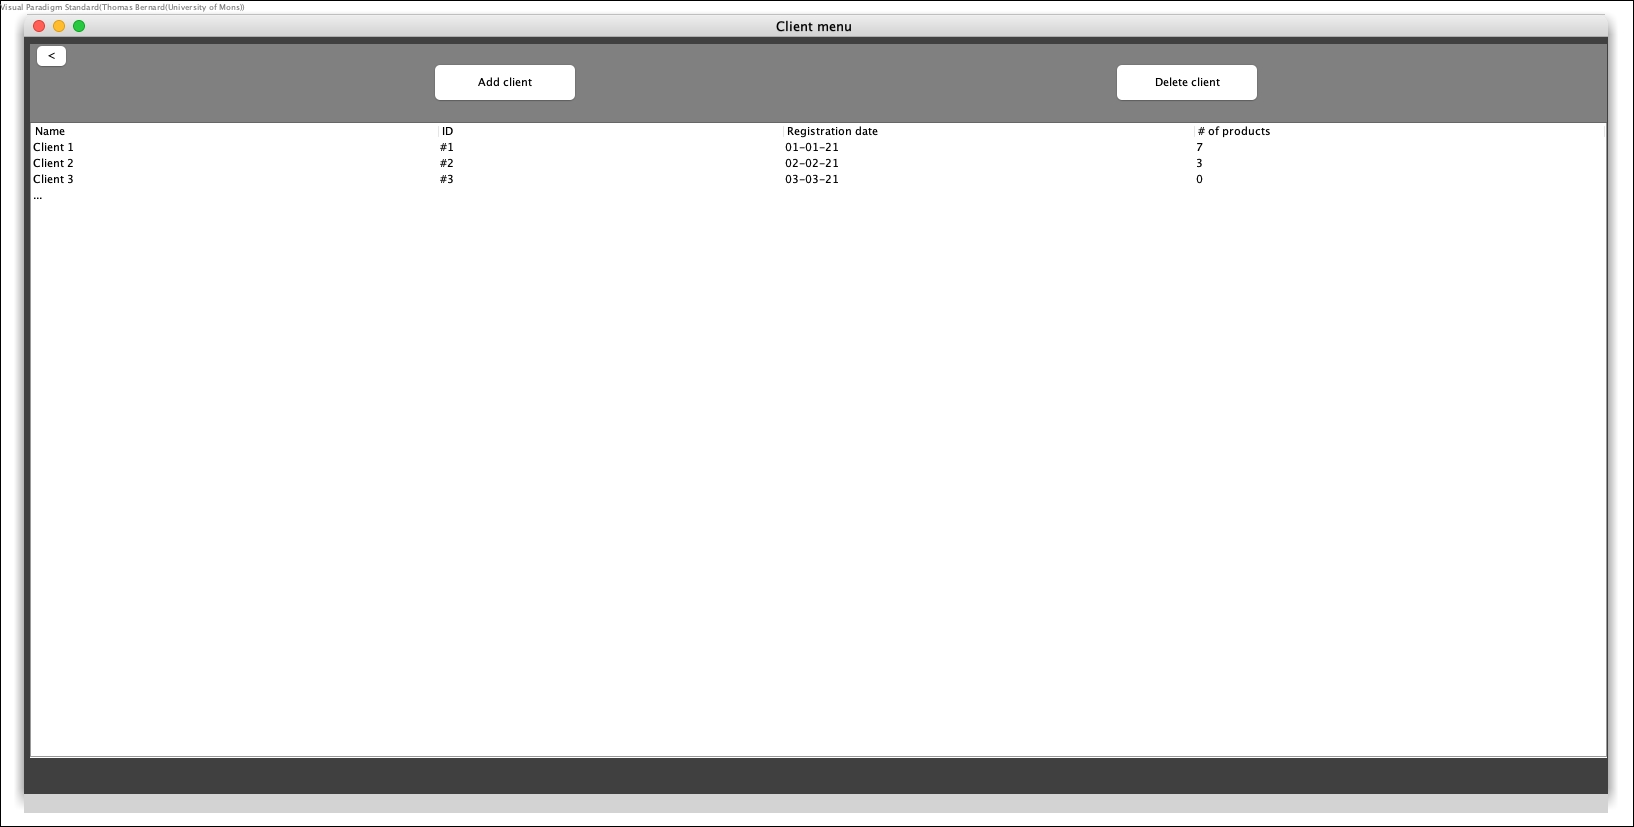 Visual Paradigm Standard(Thomas Bernard(University of Mons))
Client menu
<
Add client Delete client
Name ID Registration date # of products
Client 1 #1 01-01-21 7
Client 2 #2 02-02-21 3
Client 3 #3 03-03-21 0
...